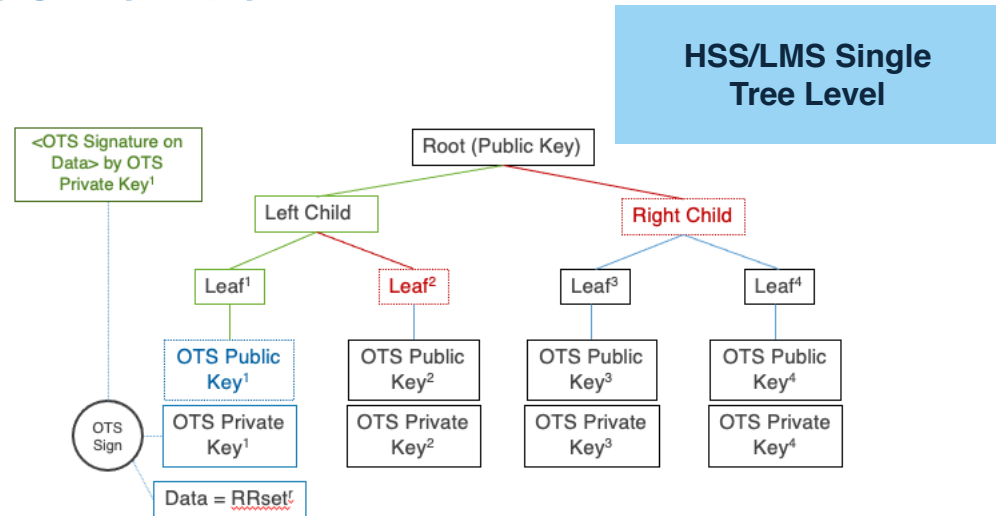 HSS/LMS Single
Tree Level
<OTS Signature on
Data> by OTS
Private Key¹
Root (Public Key)
Left Child
Right Child
Leaf¹
Leaf²
Leaf³
Leaf⁴
OTS Public
Key¹
OTS Public
Key²
OTS Public
Key³
OTS Public
Key⁴
OTS
Sign
OTS Private
Key¹
OTS Private
Key²
OTS Private
Key³
OTS Private
Key⁴
Data = RRsetʳ